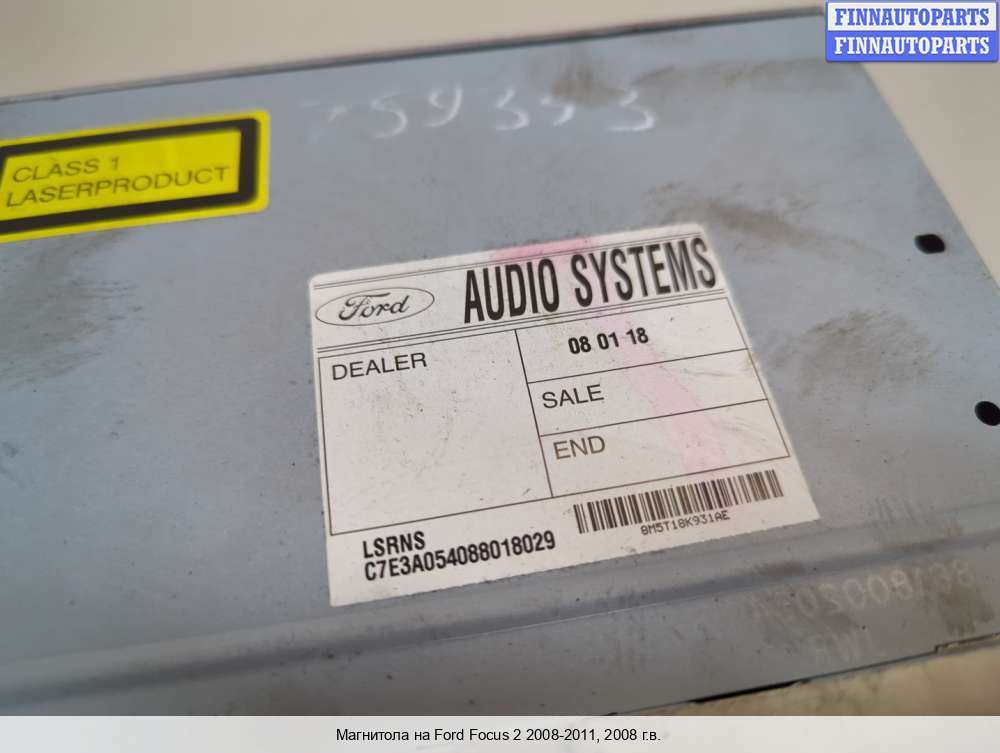 FINNAUTOPARTS
FINNAUTOPARTS
759353
CLASS 1
LASERPRODUCT
Ford
AUDIO SYSTEMS
DEALER
08 01 18
SALE
END
LSRNS
C7E3A054088018029
8M5T18K931AE
Магнитола на Ford Focus 2 2008-2011, 2008 г.в.